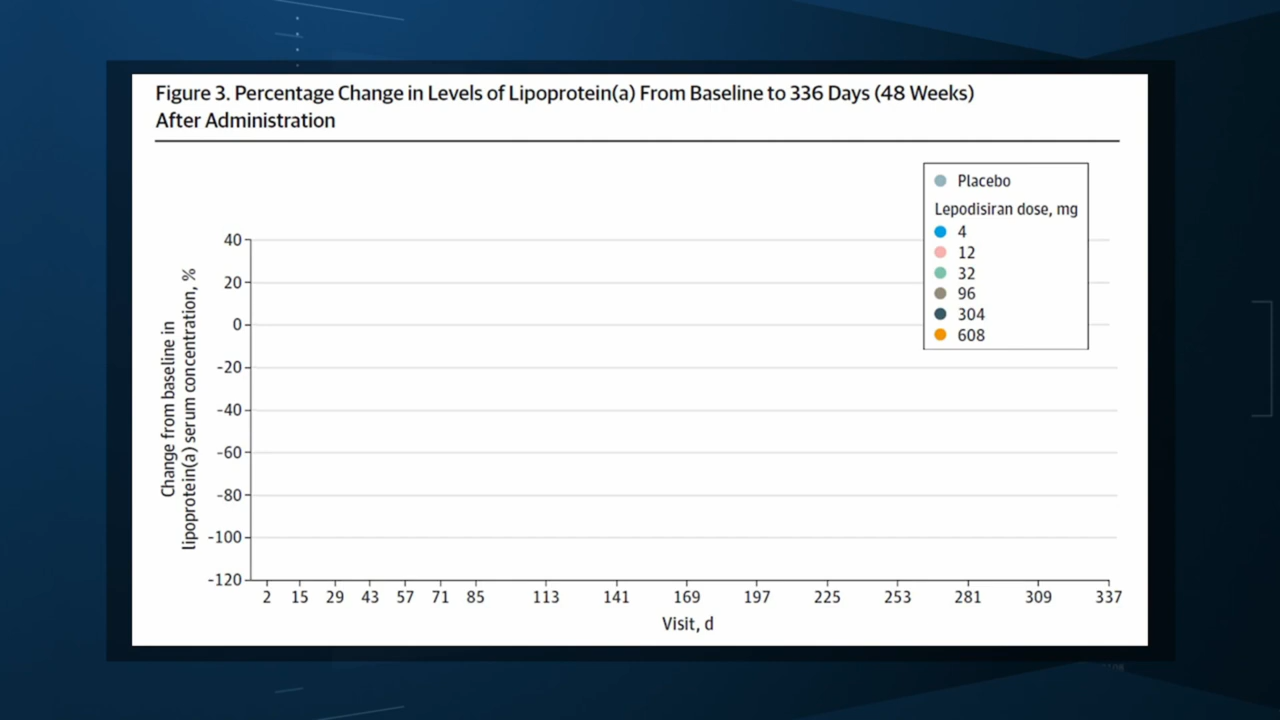 Figure 3. Percentage Change in Levels of Lipoprotein(a) From Baseline to 336 Days (48 Weeks)
After Administration
Placebo
Lepodisiran dose, mg
4
12
32
96
304
608
Change from baseline in
lipoprotein(a) serum concentration, %
40
20
0
-20
-40
-60
-80
-100
-120
2 15 29 43 57 71 85 113 141 169 197 225 253 281 309 337
Visit, d